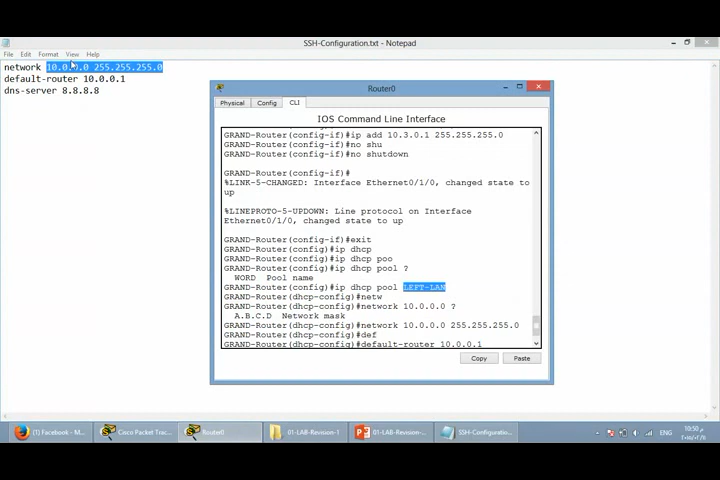 SSH-Configuration.txt - Notepad
File Edit Format View Help
network 10.0.0.0 255.255.255.0
default-router 10.0.0.1
dns-server 8.8.8.8
Router0
Physical Config CLI
IOS Command Line Interface
GRAND-Router(config-if)#ip add 10.3.0.1 255.255.255.0
GRAND-Router(config-if)#no shu
GRAND-Router(config-if)#no shutdown
GRAND-Router(config-if)#
%LINK-5-CHANGED: Interface Ethernet0/1/0, changed state to
up
%LINEPROTO-5-UPDOWN: Line protocol on Interface
Ethernet0/1/0, changed state to up
GRAND-Router(config-if)#exit
GRAND-Router(config)#ip dhcp
GRAND-Router(config)#ip dhcp poo
GRAND-Router(config)#ip dhcp pool ?
WORD Pool name
GRAND-Router(config)#ip dhcp pool LEFT-LAN
GRAND-Router(dhcp-config)#netw
GRAND-Router(dhcp-config)#network 10.0.0.0 ?
A.B.C.D Network mask
GRAND-Router(dhcp-config)#network 10.0.0.0 255.255.255.0
GRAND-Router(dhcp-config)#def
GRAND-Router(dhcp-config)#default-router 10.0.0.1
Copy Paste
(1) Facebook - M... Cisco Packet Trac... Router0 01-LAB-Revision-1 01-LAB-Revision-... SSH-Configuratio... ENG 10:50 م